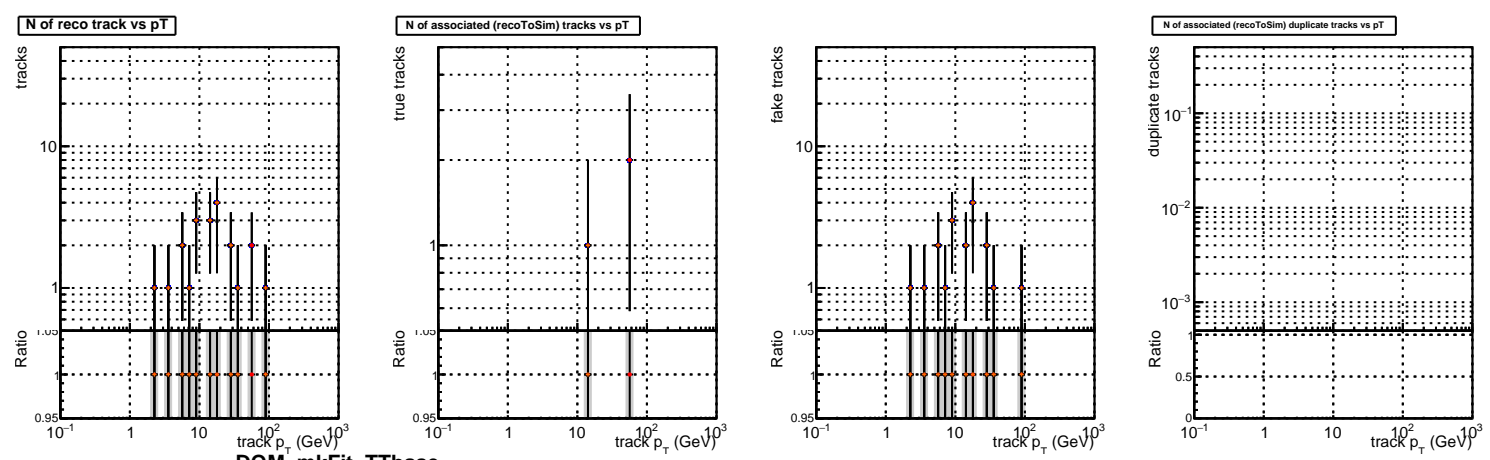 N of reco track vs pT
N of associated (recoToSim) tracks vs pT
N of associated (recoToSim) duplicate tracks vs pT
tracks
10
1
Ratio
1.05
1
0.95
10⁻¹ 1 10 10² 10³
track p_T (GeV)
true tracks
1
Ratio
1.05
1
0.95
10⁻¹ 1 10 10² 10³
track p_T (GeV)
fake tracks
10
1
Ratio
1.05
1
0.95
10⁻¹ 1 10 10² 10³
track p_T (GeV)
duplicate tracks
10⁻¹
10⁻²
10⁻³
Ratio
1
0.5
0
10⁻¹ 1 10 10² 10³
track p_T (GeV)